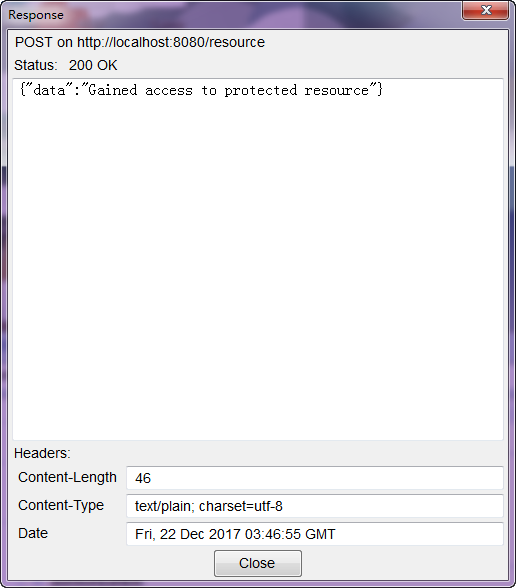 Response
POST on http://localhost:8080/resource
Status: 200 OK
{"data":"Gained access to protected resource"}
Headers:
Content-Length 46
Content-Type text/plain; charset=utf-8
Date Fri, 22 Dec 2017 03:46:55 GMT
Close